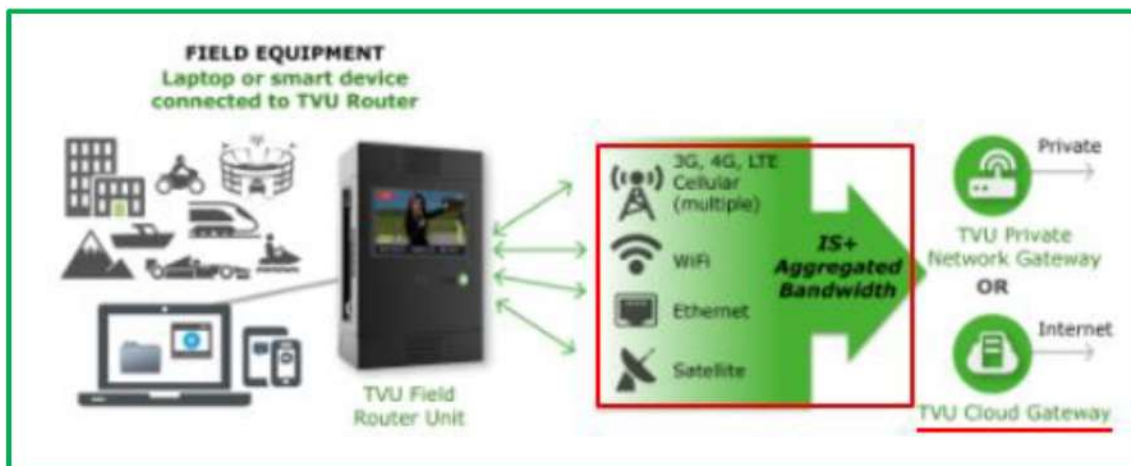 FIELD EQUIPMENT
Laptop or smart device
connected to TVU Router
TVU Field
Router Unit
3G, 4G, LTE
Cellular
(multiple)
WiFi
Ethernet
Satellite
IS+
Aggregated
Bandwidth
Private
TVU Private
Network Gateway
OR
Internet
TVU Cloud Gateway